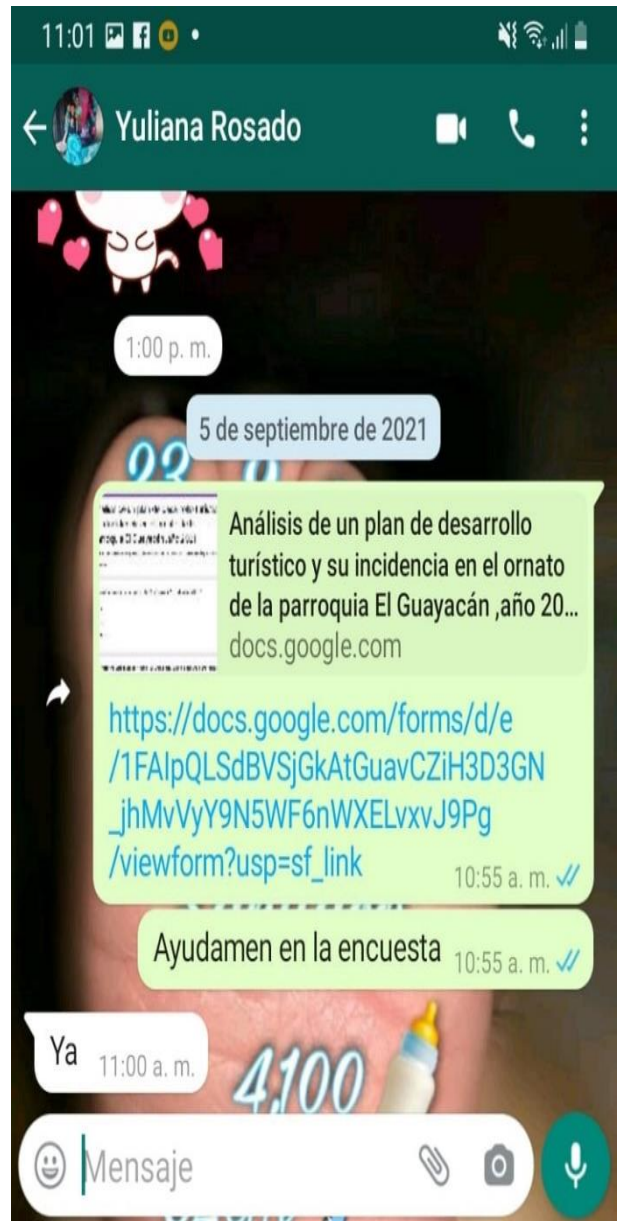 11:01
Yuliana Rosado
1:00 p. m.
5 de septiembre de 2021
23 9
Análisis de un plan de desarrollo
turístico y su incidencia en el ornato
de la parroquia El Guayacán ,año 20...
docs.google.com
https://docs.google.com/forms/d/e
/1FAIpQLSdBVSjGkAtGuavCZiH3D3GN
_jhMvVyY9N5WF6nWXELvxvJ9Pg
/viewform?usp=sf_link
10:55 a. m.
Ayudamen en la encuesta 10:55 a. m.
Ya 11:00 a. m.
4,100
Mensaje